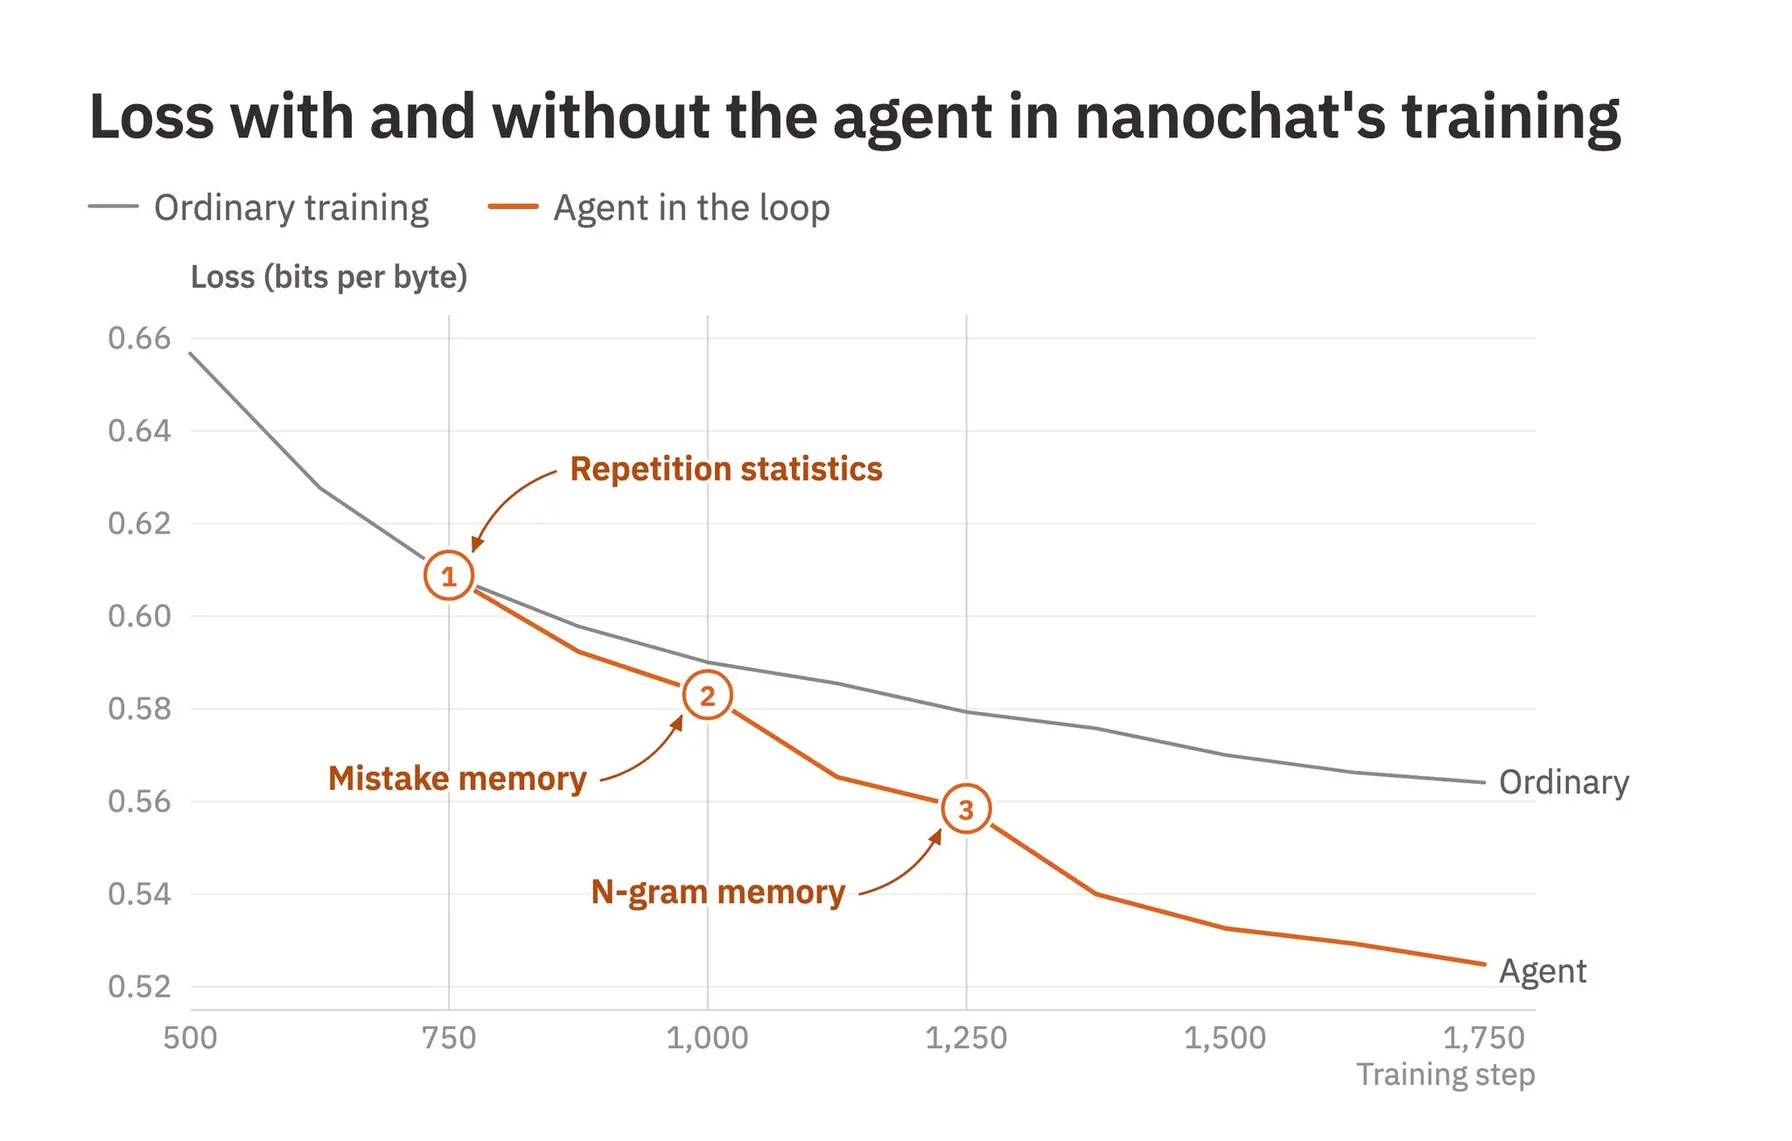 Loss with and without the agent in nanochat's training
Ordinary training
Agent in the loop
Loss (bits per byte)
0.66
0.64
Repetition statistics
0.62
1
0.60
2
0.58
Mistake memory
Ordinary
0.56
3
N-gram memory
0.54
Agent
0.52
500 750 1,000 1,250 1,500 1,750
Training step